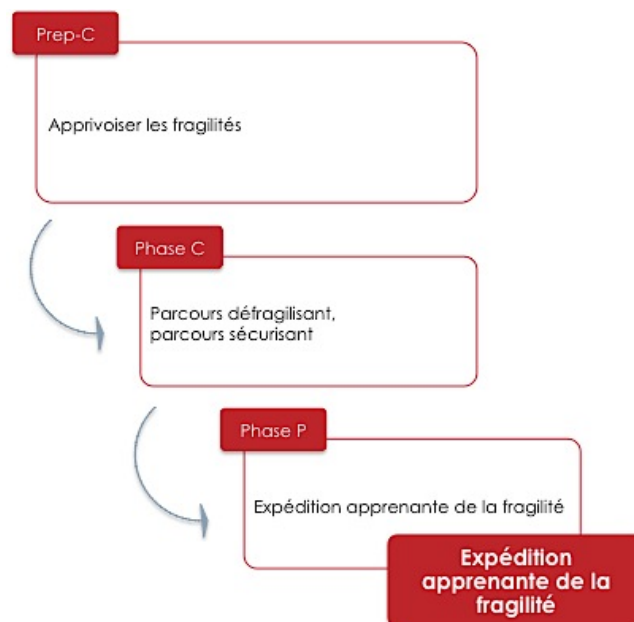 Prep-C
Apprivoiser les fragilités
Phase C
Parcours défragilisant,
parcours sécurisant
Phase P
Expédition apprenante de la fragilité
Expédition
apprenante de la
fragilité